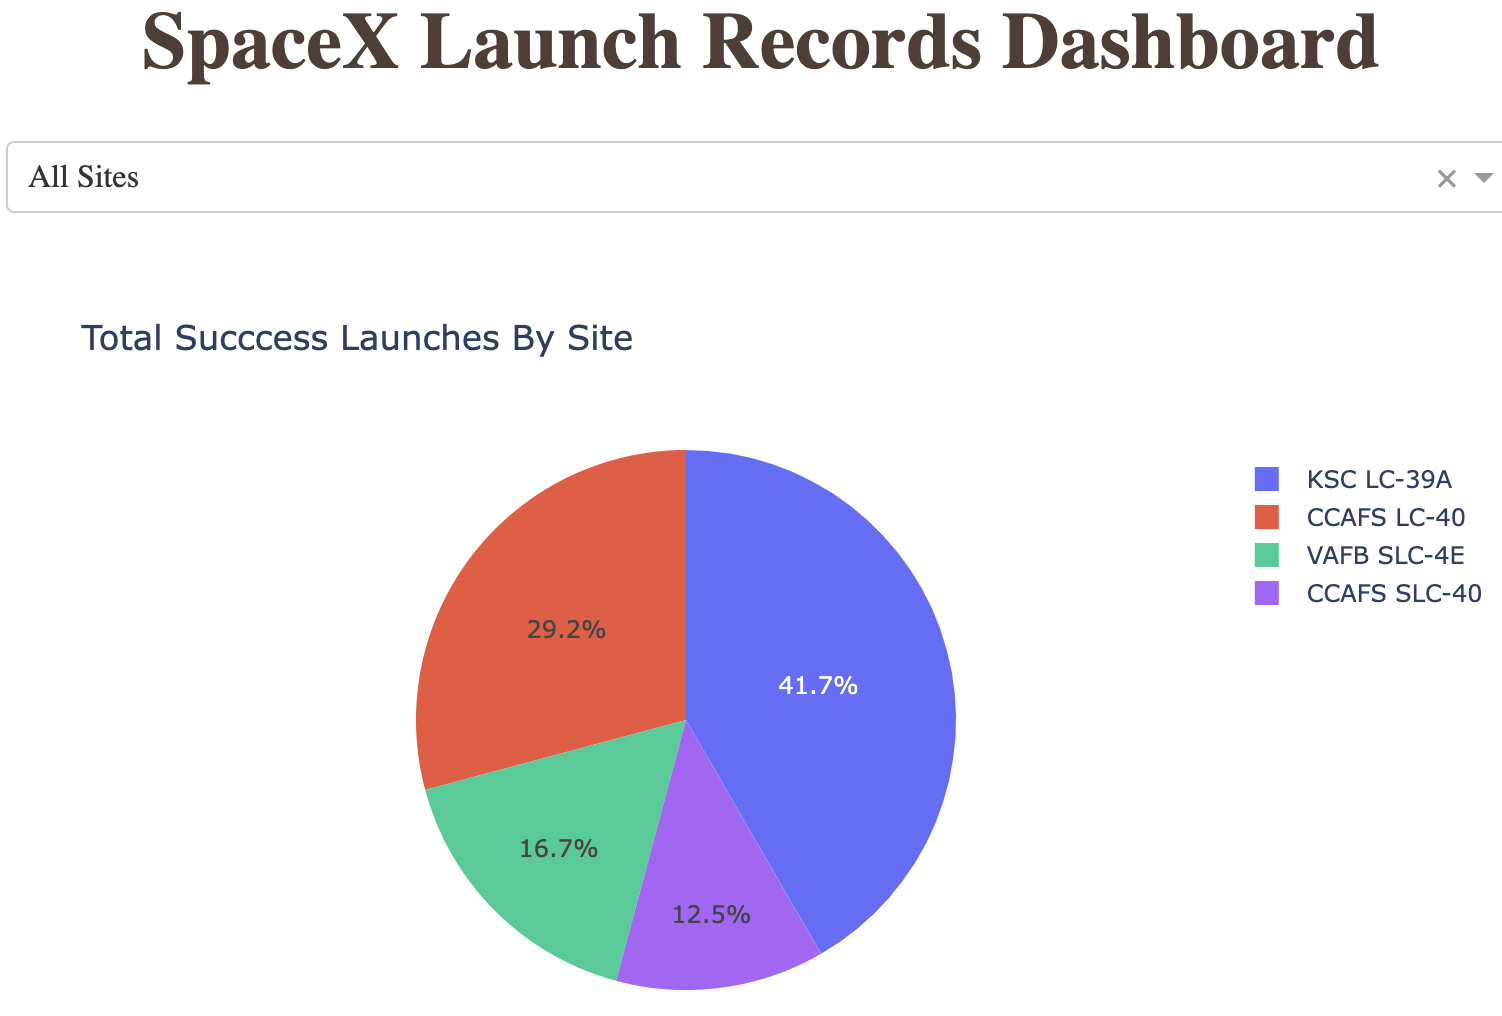 SpaceX Launch Records Dashboard
All Sites
Total Succcess Launches By Site
KSC LC-39A
CCAFS LC-40
VAFB SLC-4E
CCAFS SLC-40
29.2%
41.7%
16.7%
12.5%